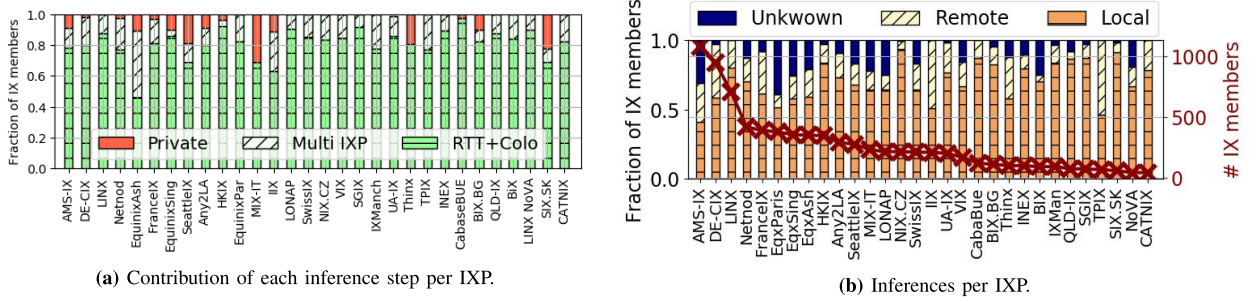 Fraction of IX members
1.0
0.8
0.6
0.4
0.2
0.0
Private Multi IXP RTT+Colo
AMS-IX DE-CIX LINX Netnod EquinixAsh FranceIX EquinixSing SeattleIX Any2LA HKIX EquinixPar MIX-IT IIX LONAP SwissIX NIX.CZ VIX SGIX IXManch UA-IX Thinx TPIX INEX CabaseBUE BIX.BG QLD-IX BiX LINX NoVA SIX.SK CATNIX
(a) Contribution of each inference step per IXP.
Unkwown Remote Local
Fraction of IX members
1.0
0.5
0.0
1000
500
0
# IX members
AMS-IX DE-CIX LINX Netnod FranceIX EqxParis EqxSing EqxAsh HKIX Any2LA SeattleIX MIX-IT LONAP NIX.CZ SwissIX IIX UA-IX VIX CabaBue BIX.BG Thinx INEX BIX IXMan QLD-IX SGIX TPIX SIX.SK NoVA CATNIX
(b) Inferences per IXP.